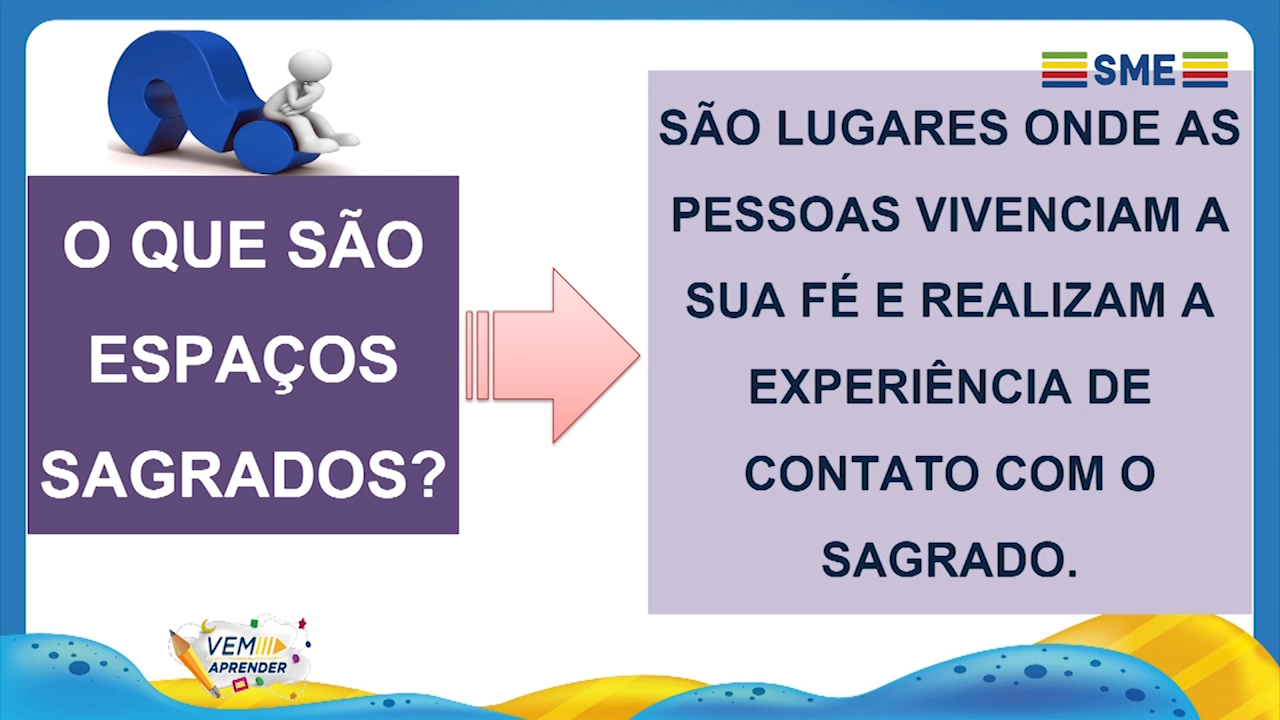 O QUE SÃO
ESPAÇOS
SAGRADOS?
SME
SÃO LUGARES ONDE AS
PESSOAS VIVENCIAM A
SUA FÉ E REALIZAM A
EXPERIÊNCIA DE
CONTATO COM O
SAGRADO.
VEM
APRENDER